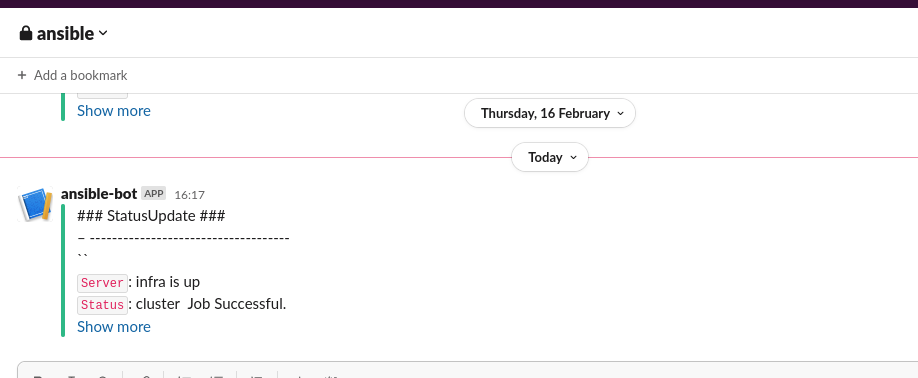 ansible
+ Add a bookmark
Show more
Thursday, 16 February
Today
ansible-bot APP 16:17
### StatusUpdate ###
– ------------------------------------
``
Server: infra is up
Status: cluster  Job Successful.
Show more